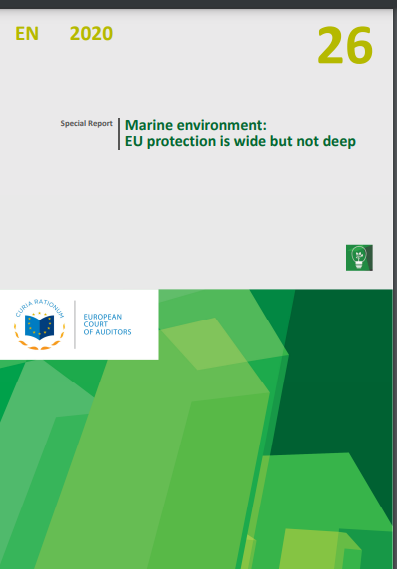 EN 2020
26
Special Report
Marine environment:
EU protection is wide but not deep
CURIA RATIONUM
EUROPEAN
COURT
OF AUDITORS